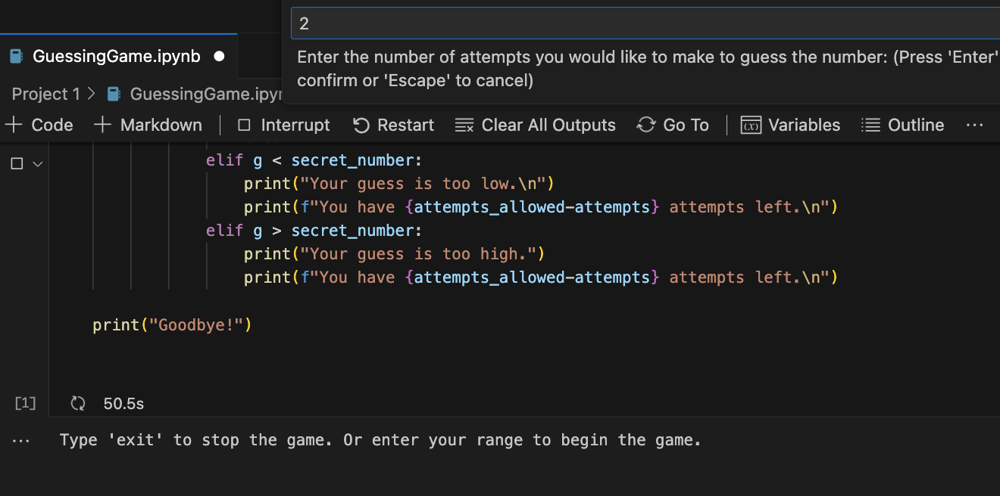 2
Enter the number of attempts you would like to make to guess the number: (Press 'Enter'
confirm or 'Escape' to cancel)
GuessingGame.ipynb
Project 1 > GuessingGame.ipyn
Code Markdown Interrupt Restart Clear All Outputs Go To Variables Outline ...
elif g < secret_number:
print("Your guess is too low.\n")
print(f"You have {attempts_allowed-attempts} attempts left.\n")
elif g > secret_number:
print("Your guess is too high.")
print(f"You have {attempts_allowed-attempts} attempts left.\n")
print("Goodbye!")
[1] 50.5s
... Type 'exit' to stop the game. Or enter your range to begin the game.